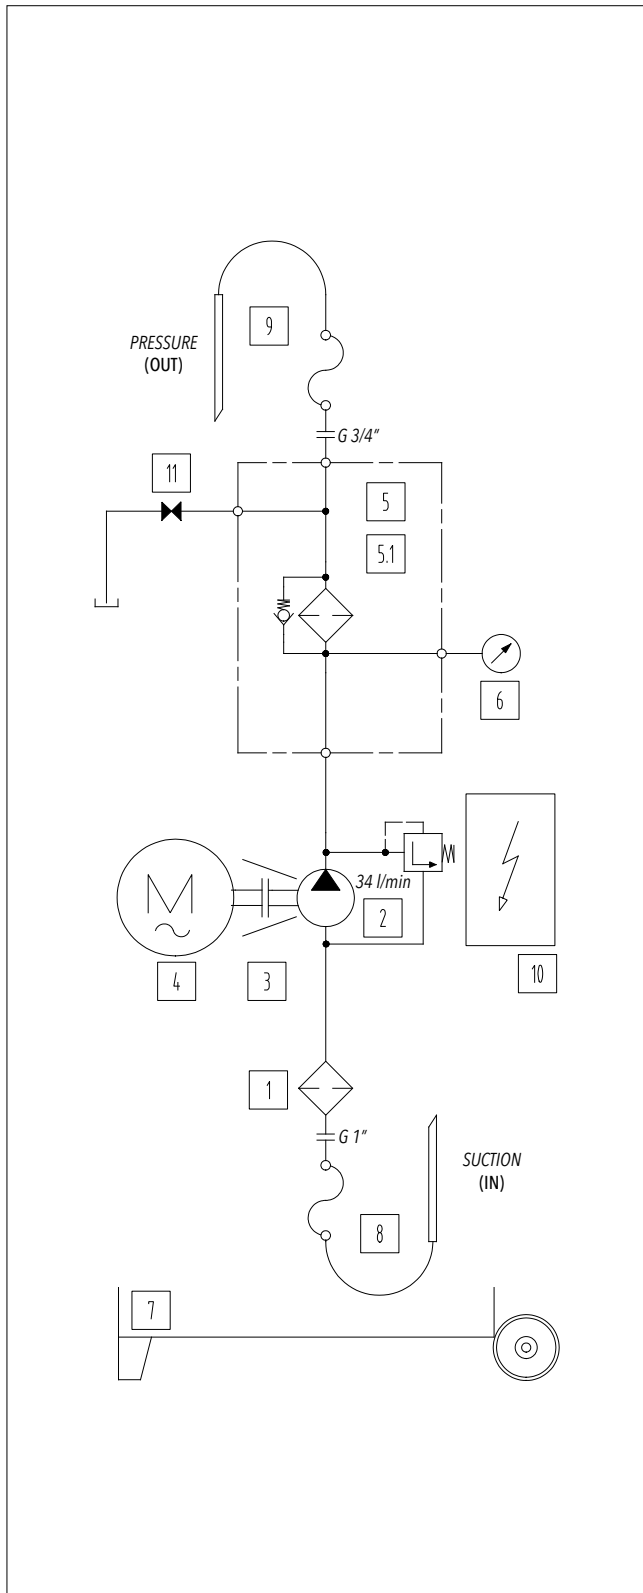 9
PRESSURE
(OUT)
G 3/4"
11
5
5.1
6
M
34 l/min
2
4
3
10
1
G 1"
SUCTION
(IN)
8
7